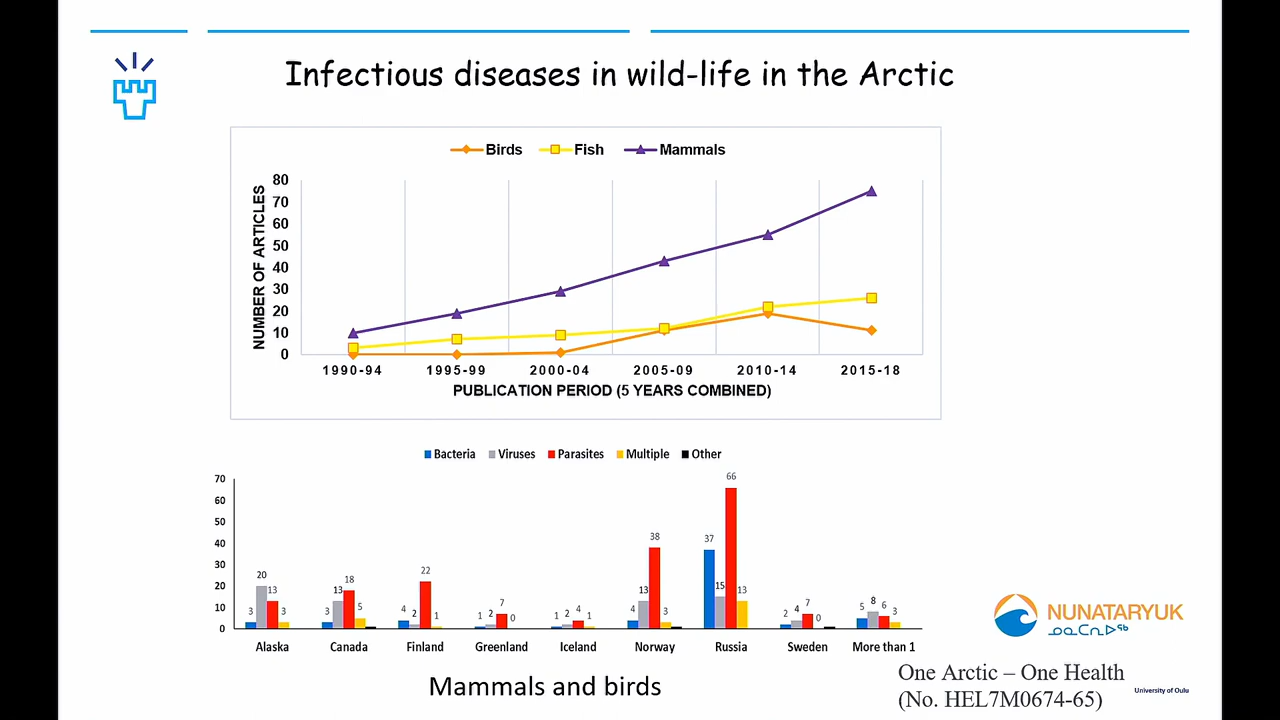 Infectious diseases in wild-life in the Arctic
Birds Fish Mammals
NUMBER OF ARTICLES
80
70
60
50
40
30
20
10
0
1990-94 1995-99 2000-04 2005-09 2010-14 2015-18
PUBLICATION PERIOD (5 YEARS COMBINED)
Bacteria Viruses Parasites Multiple Other
70
60
50
40
30
20
10
0
3 20 13 3
3 13 18 5
4 2 22 1
1 2 7 0
1 2 4 1
4 13 38 3
37 15 66 13
2 4 7 0
5 8 6 3
Alaska Canada Finland Greenland Iceland Norway Russia Sweden More than 1
Mammals and birds
NUNATARYUK
ᓄᓇᑕᕆᐅᖅ
One Arctic – One Health
(No. HEL7M0674-65)
University of Oulu